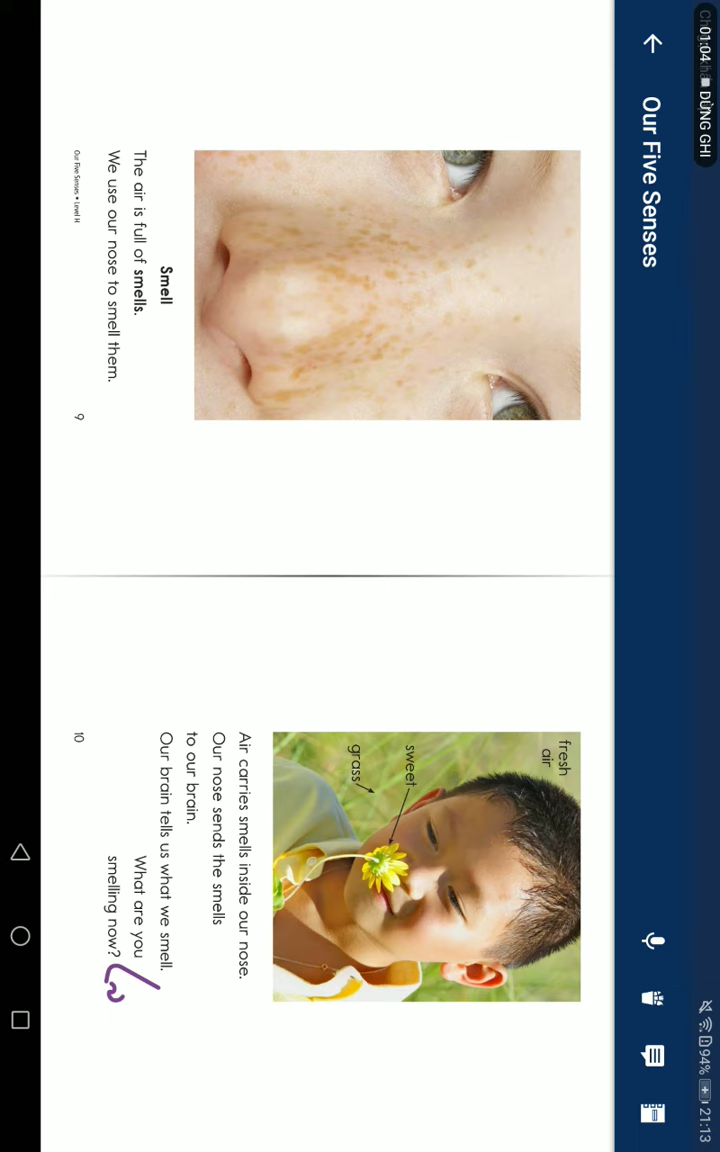 01:04 ■ DỪNG GHI
94%
21:13
Our Five Senses
Smell
The air is full of smells.
We use our nose to smell them.
Our Five Senses • Level H
9
fresh
air
sweet
grass
Air carries smells inside our nose.
Our nose sends the smells
to our brain.
Our brain tells us what we smell.
What are you
smelling now?
10